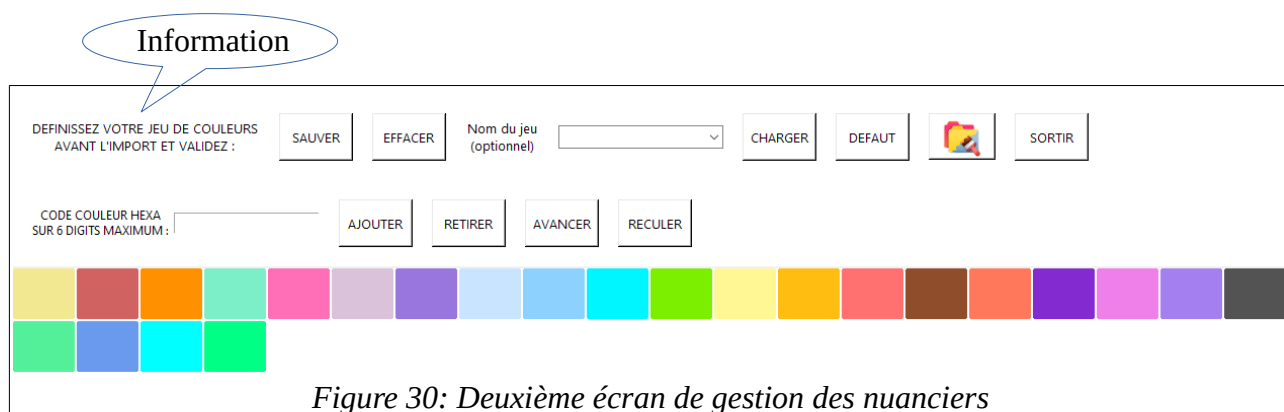 Information
DEFINISSEZ VOTRE JEU DE COULEURS
AVANT L'IMPORT ET VALIDEZ :
SAUVER
EFFACER
Nom du jeu
(optionnel)
CHARGER
DEFAUT
SORTIR
CODE COULEUR HEXA
SUR 6 DIGITS MAXIMUM :
AJOUTER
RETIRER
AVANCER
RECULER
Figure 30: Deuxième écran de gestion des nuanciers